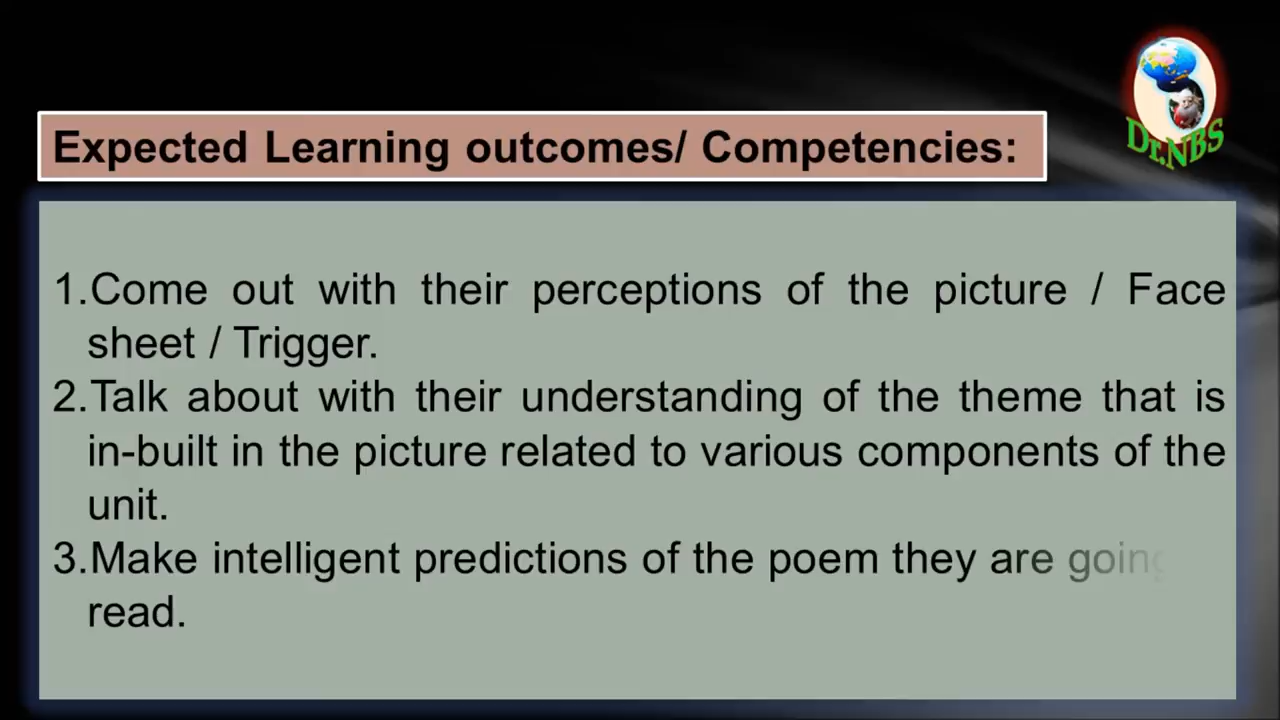 Expected Learning outcomes/ Competencies:
Dr.NBS
1.Come out with their perceptions of the picture / Face
sheet / Trigger.
2.Talk about with their understanding of the theme that is
in-built in the picture related to various components of the
unit.
3.Make intelligent predictions of the poem they are going
read.